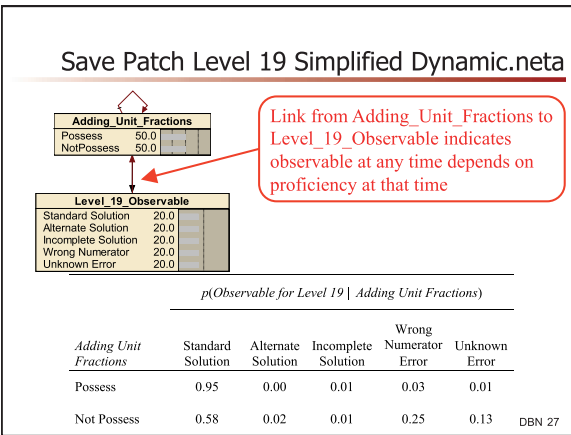 Save Patch Level 19 Simplified Dynamic.neta
Adding_Unit_Fractions
Possess 50.0
NotPossess 50.0
Link from Adding_Unit_Fractions to
Level_19_Observable indicates
observable at any time depends on
proficiency at that time
Level_19_Observable
Standard Solution 20.0
Alternate Solution 20.0
Incomplete Solution 20.0
Wrong Numerator 20.0
Unknown Error 20.0
p(Observable for Level 19 | Adding Unit Fractions)
Wrong
Adding Unit Standard Alternate Incomplete Numerator Unknown
Fractions Solution Solution Solution Error Error
Possess 0.95 0.00 0.01 0.03 0.01
Not Possess 0.58 0.02 0.01 0.25 0.13
DBN 27